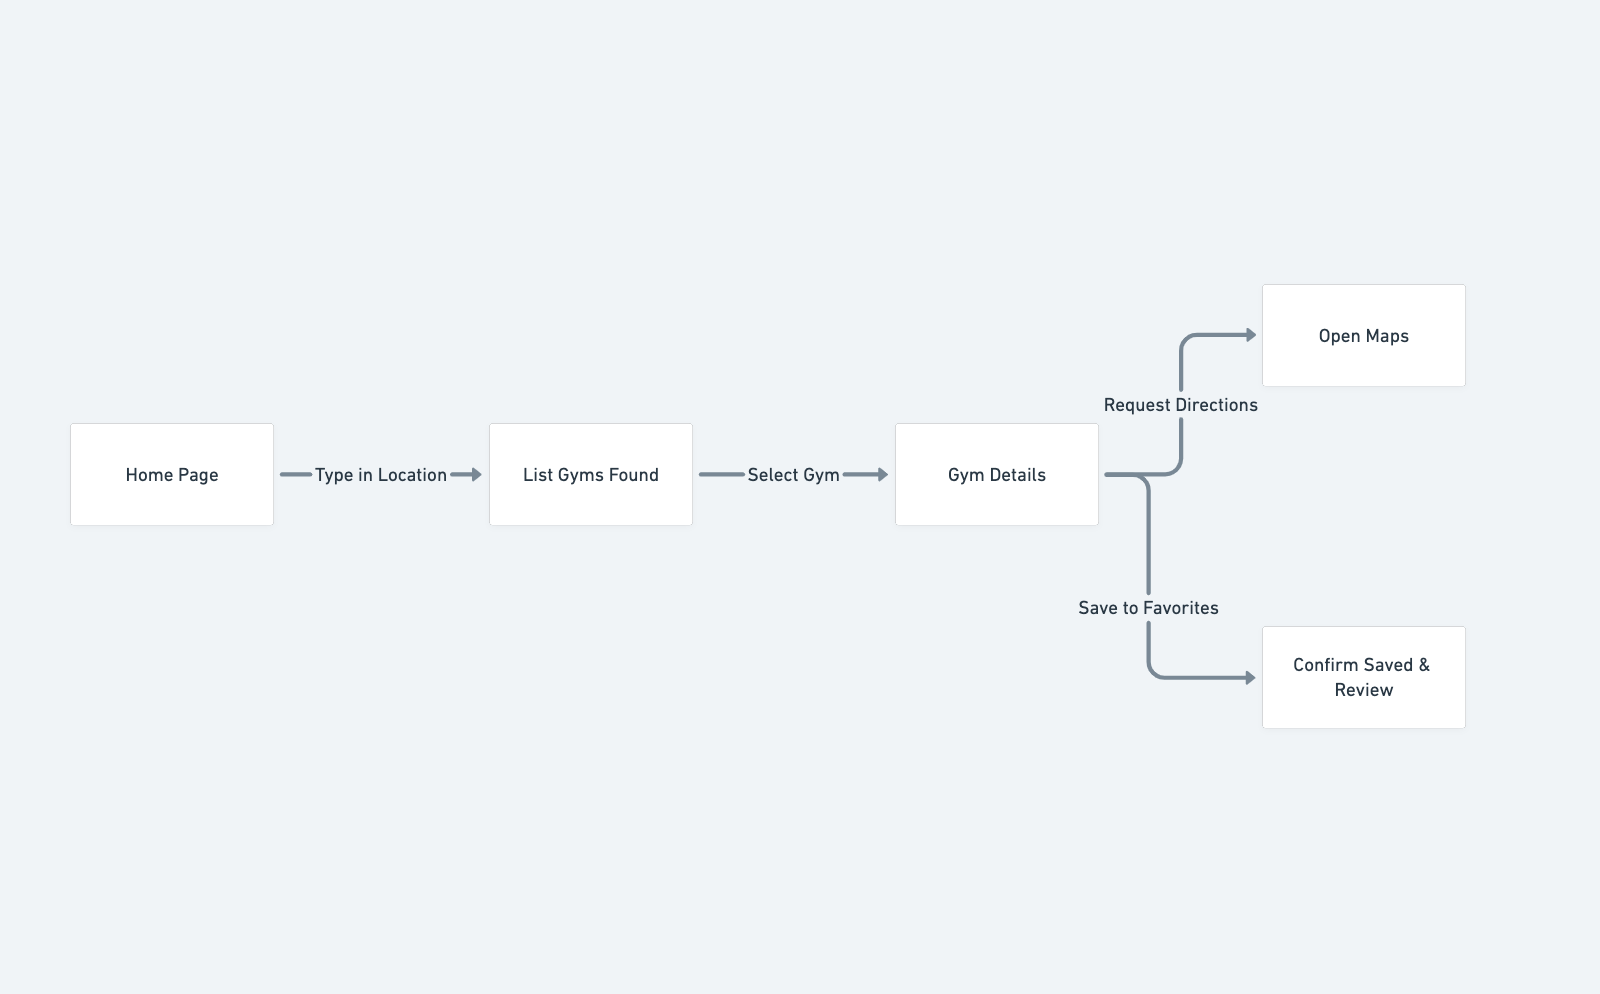 Home Page
Type in Location
List Gyms Found
Select Gym
Gym Details
Request Directions
Open Maps
Save to Favorites
Confirm Saved &
Review